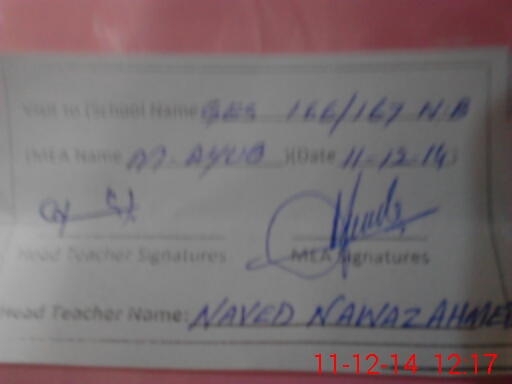 Visit to (School Name GES 166/167 N.B
(MEA Name M. AYUB )(Date 11-12-14)
Head Teacher Signatures MEA Signatures
Head Teacher Name: NAVED NAWAZ AHMED
11-12-14 12:17